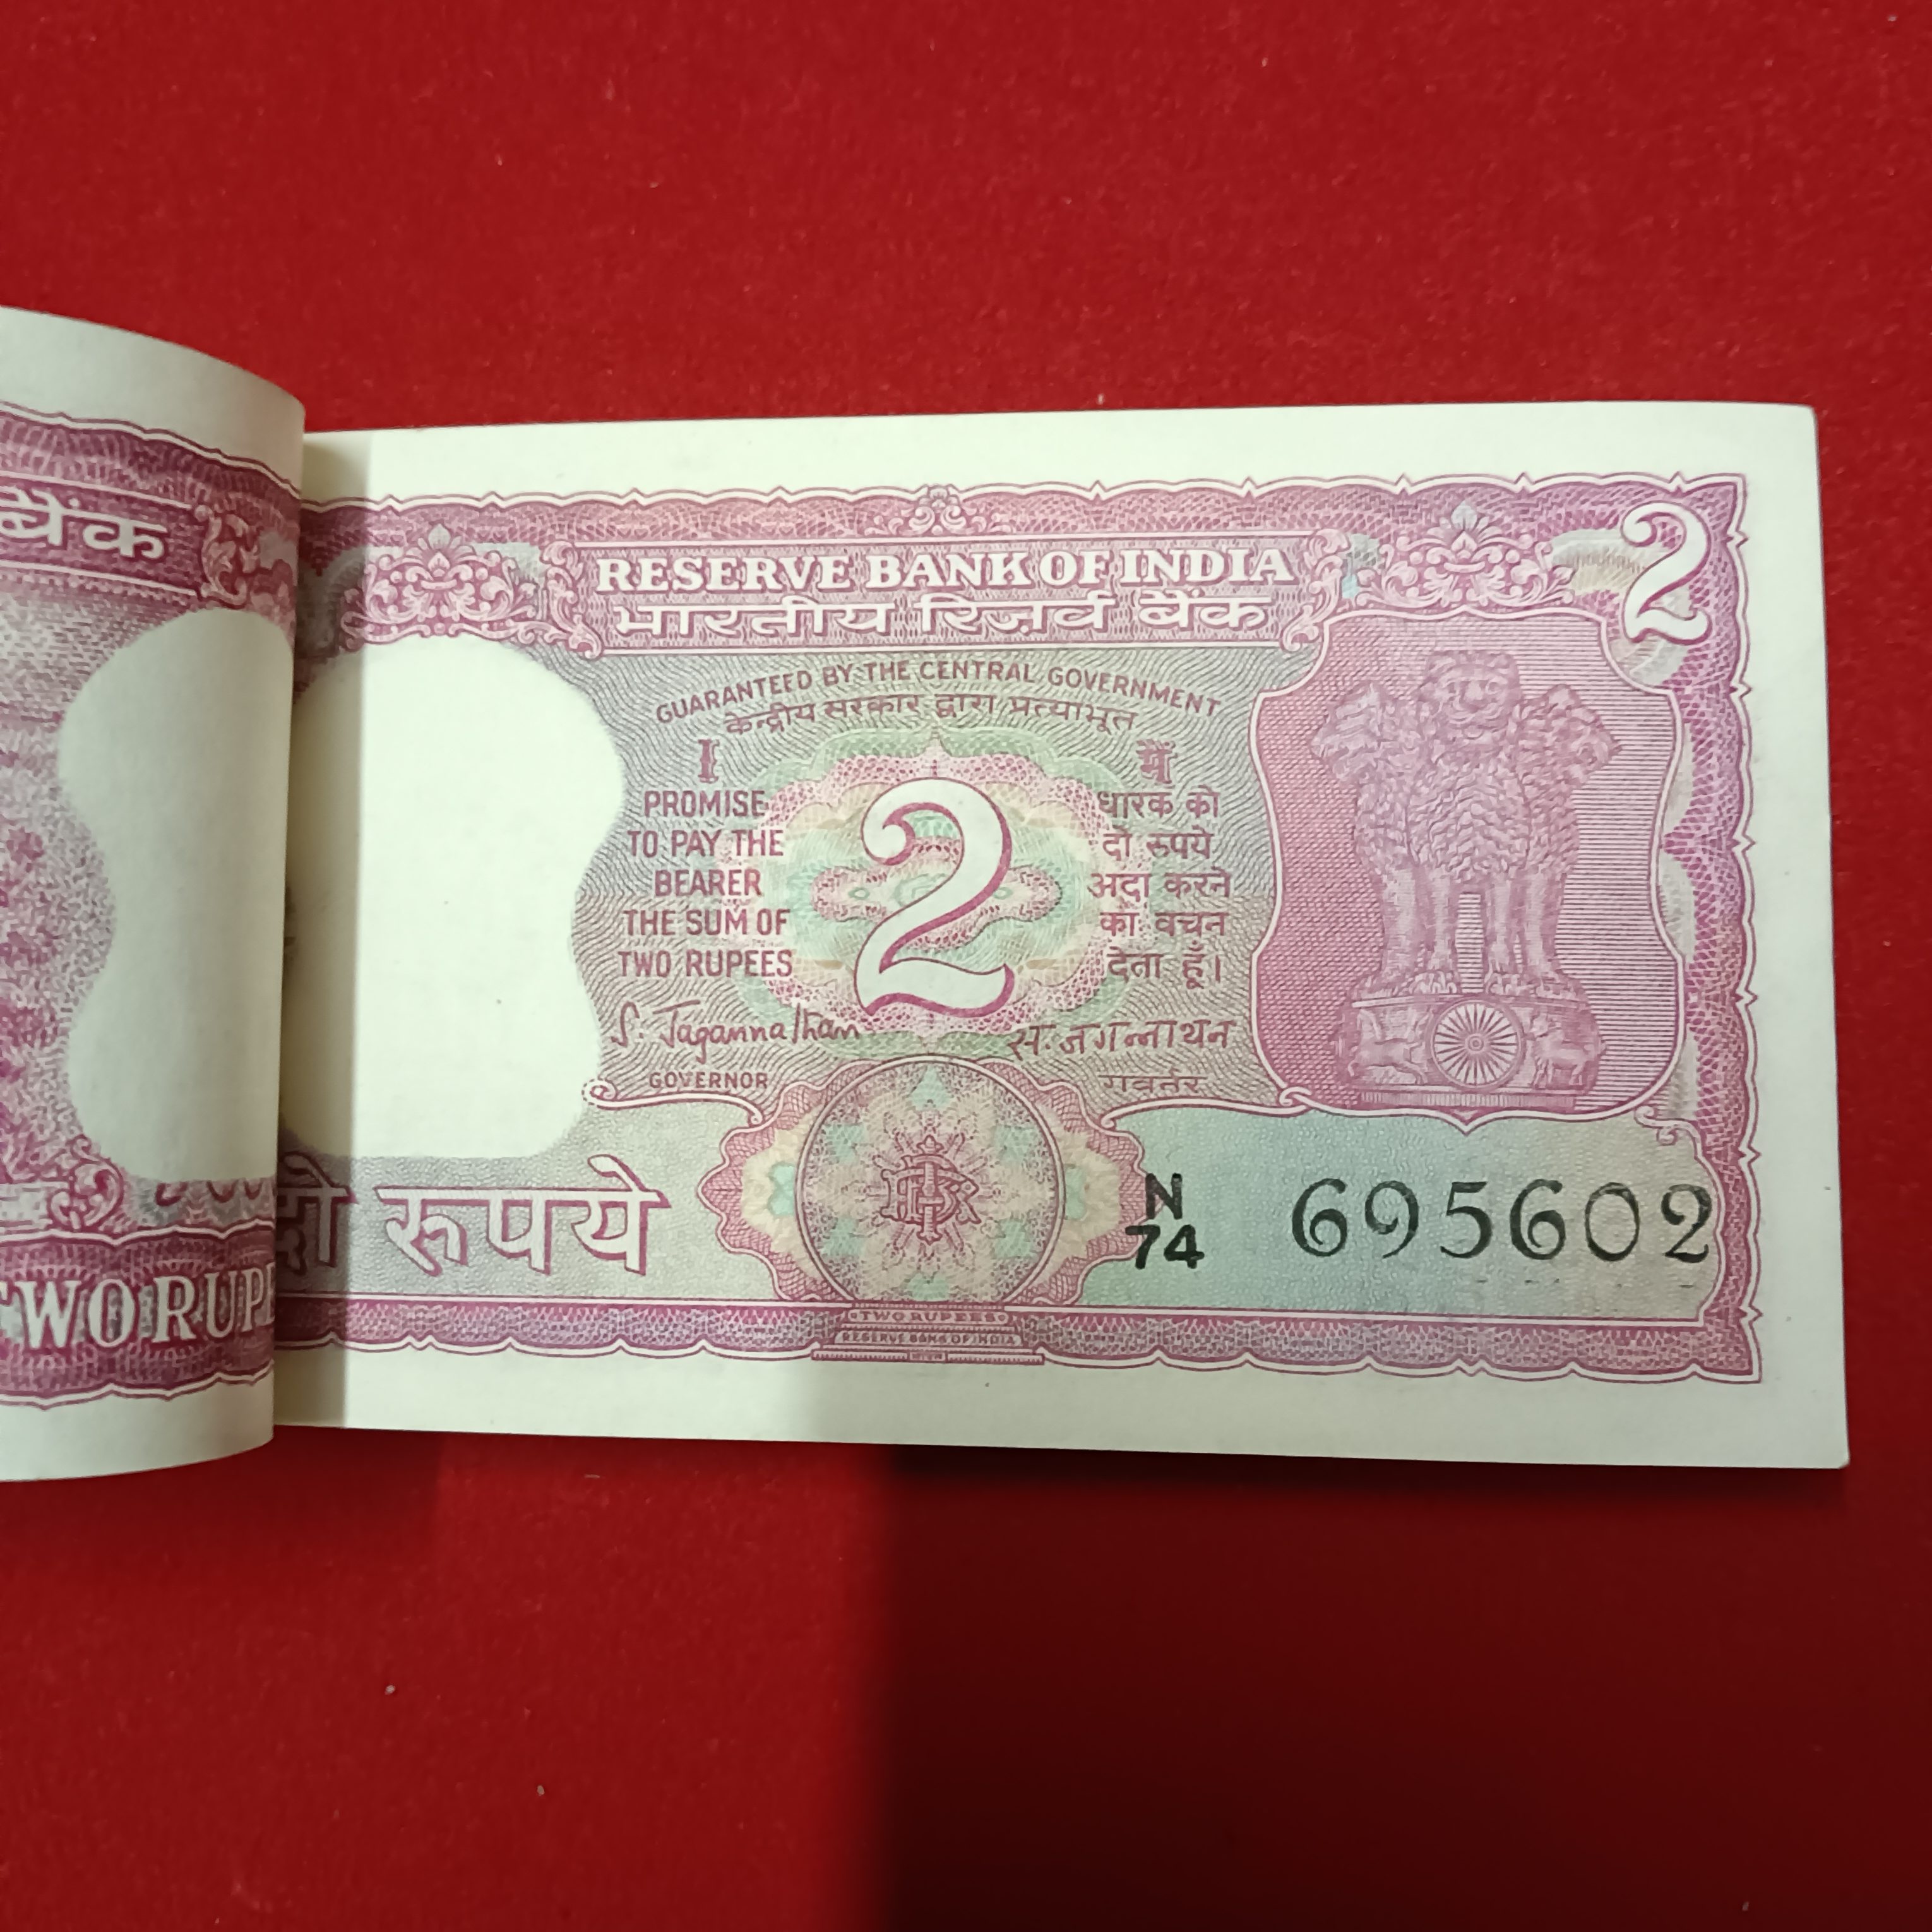 बैंक
TWO RUPE
2
RESERVE BANK OF INDIA
भारतीय रिज़र्व बैंक
GUARANTEED BY THE CENTRAL GOVERNMENT
केन्द्रीय सरकार द्वारा प्रत्याभूत
I
PROMISE
TO PAY THE
BEARER
THE SUM OF
TWO RUPEES
2
मैं
धारक को
दो रुपये
अदा करने
का वचन
देता हूँ।
S. Jagannathan
GOVERNOR
स. जगन्नाथन
गवर्नर
दो रूपये
N
74
695602
TWO RUPEES
RESERVE BANK OF INDIA